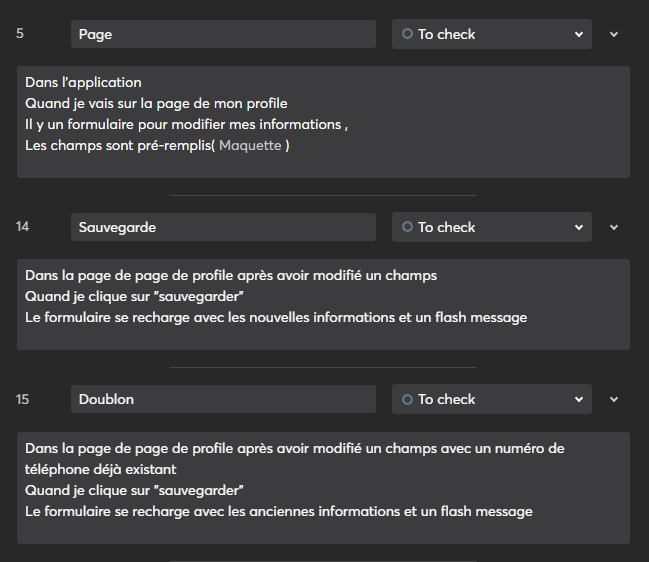 5 Page To check
Dans l'application
Quand je vais sur la page de mon profile
Il y un formulaire pour modifier mes informations ,
Les champs sont pré-remplis( Maquette )
14 Sauvegarde To check
Dans la page de page de profile après avoir modifié un champs
Quand je clique sur "sauvegarder"
Le formulaire se recharge avec les nouvelles informations et un flash message
15 Doublon To check
Dans la page de page de profile après avoir modifié un champs avec un numéro de
téléphone déjà existant
Quand je clique sur "sauvegarder"
Le formulaire se recharge avec les anciennes informations et un flash message